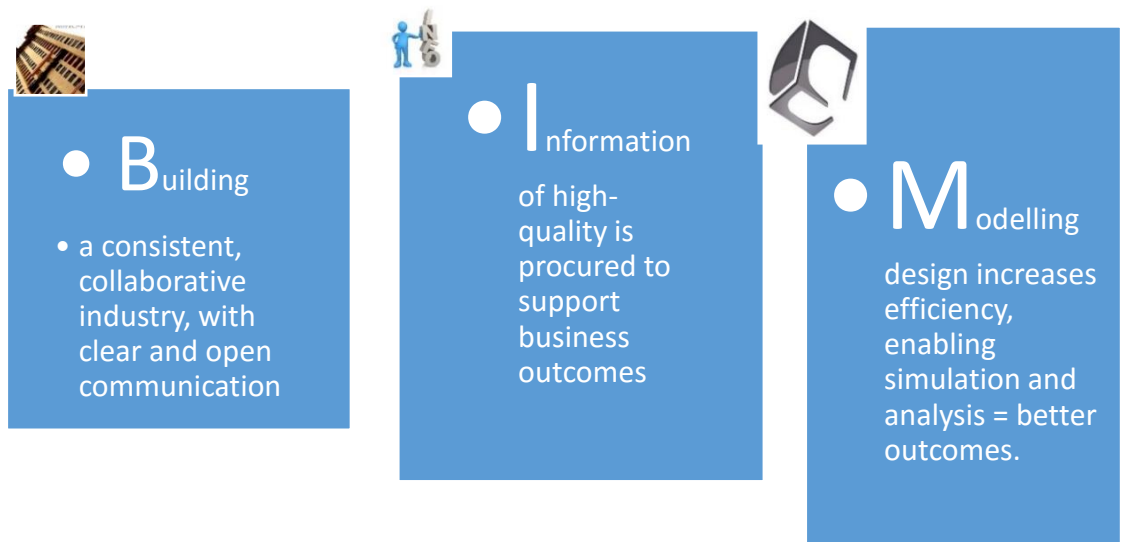 • Building
• a consistent,
collaborative
industry, with
clear and open
communication
INFO
• Information
of high-
quality is
procured to
support
business
outcomes
• Modelling
design increases
efficiency,
enabling
simulation and
analysis = better
outcomes.